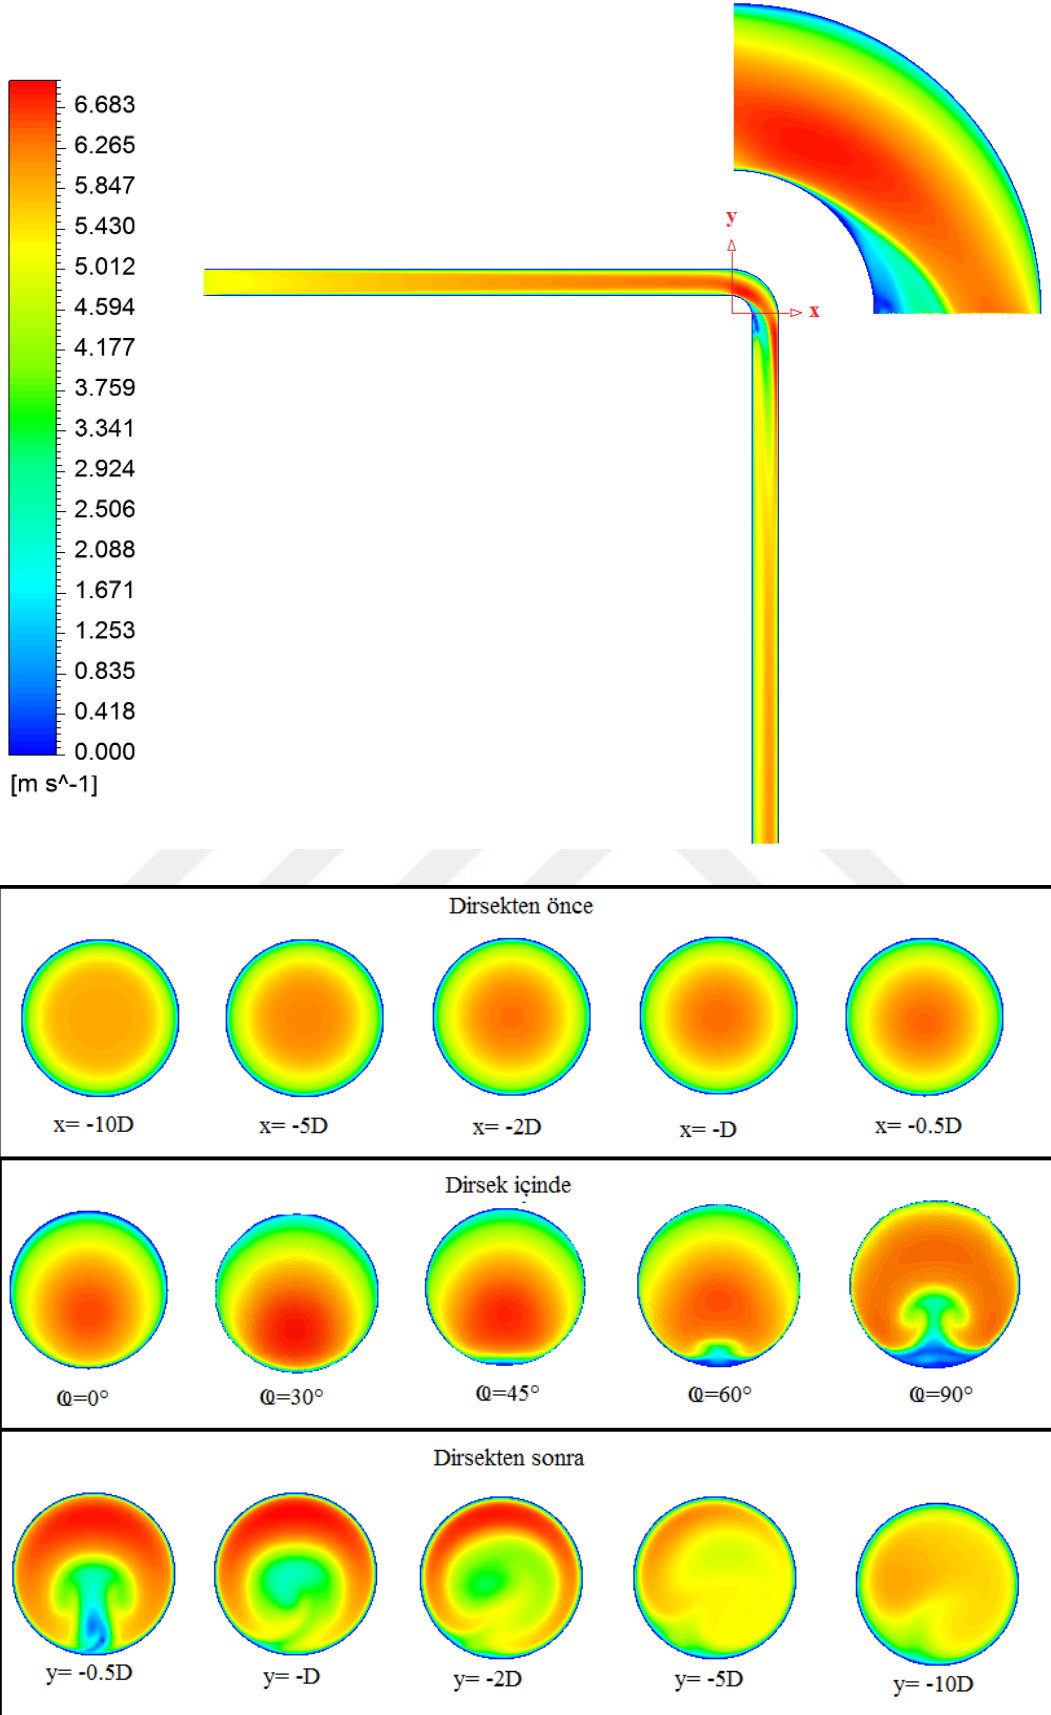 6.683
6.265
5.847
5.430
5.012
4.594
4.177
3.759
3.341
2.924
2.506
2.088
1.671
1.253
0.835
0.418
0.000
[m s^-1]
y
x
Dirsekten önce
x= -10D x= -5D x= -2D x= -D x= -0.5D
Dirsek içinde
ҩ=0° ҩ=30° ҩ=45° ҩ=60° ҩ=90°
Dirsekten sonra
y= -0.5D y= -D y= -2D y= -5D y= -10D